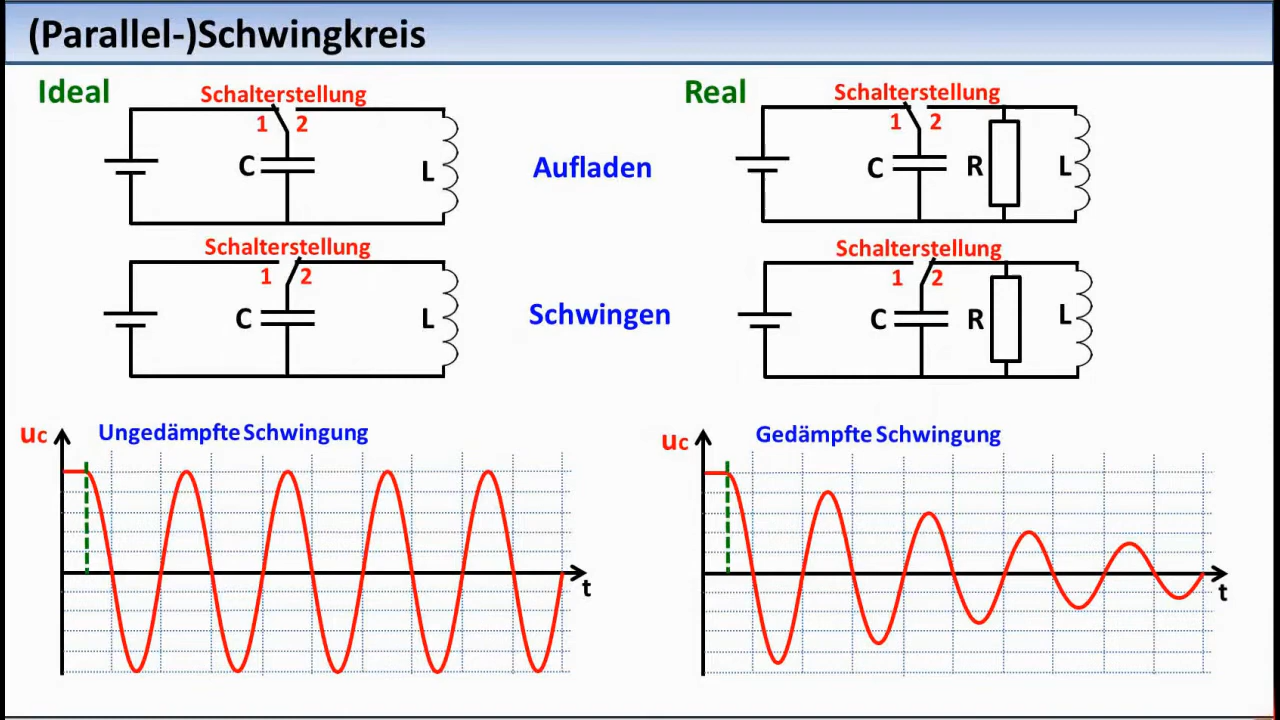 (Parallel-)Schwingkreis
Ideal
Schalterstellung
1 2
C
L
Aufladen
Real
Schalterstellung
1 2
C
R
L
Schalterstellung
1 2
C
L
Schwingen
Schalterstellung
1 2
C
R
L
uc
Ungedämpfte Schwingung
t
uc
Gedämpfte Schwingung
t